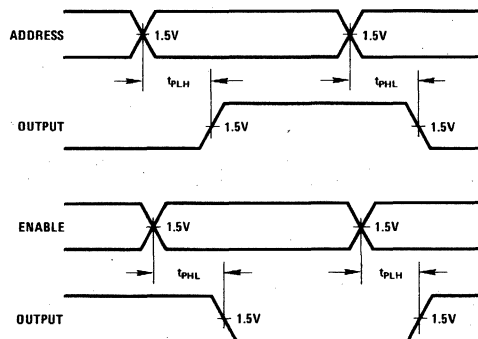 ADDRESS 1.5V 1.5V
tPLH tPHL
OUTPUT 1.5V 1.5V
ENABLE 1.5V 1.5V
tPHL tPLH
OUTPUT 1.5V 1.5V